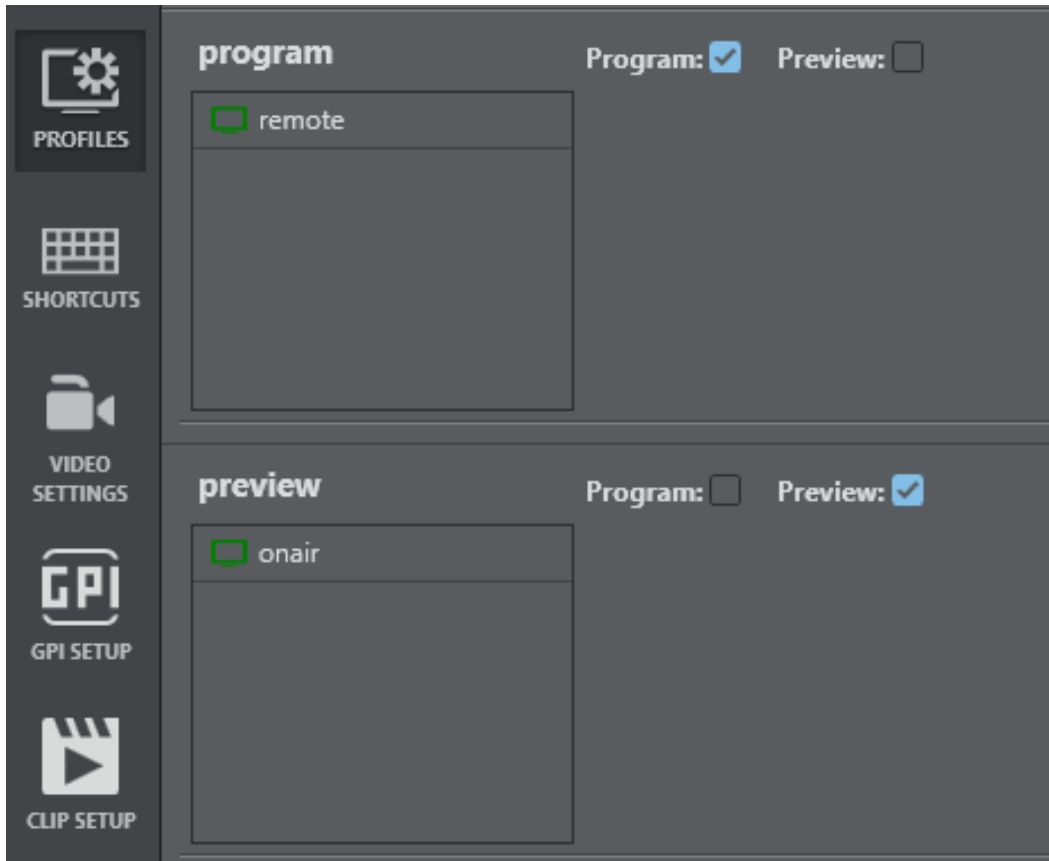 PROFILES
SHORTCUTS
VIDEO
SETTINGS
GPI
GPI SETUP
CLIP SETUP
program
Program: Preview:
remote
preview
Program: Preview:
onair